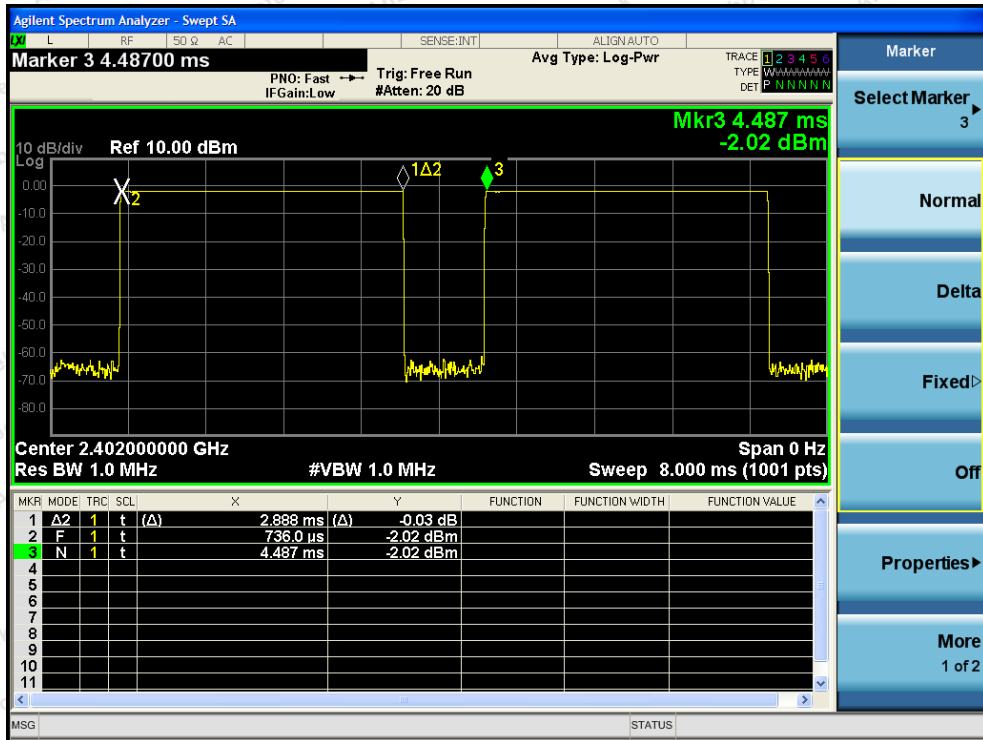 Agilent Spectrum Analyzer - Swept SA
LXI L RF 50 Ω AC SENSE:INT ALIGN AUTO
Marker 3 4.48700 ms
PNO: Fast
IFGain:Low
Trig: Free Run
#Atten: 20 dB
Avg Type: Log-Pwr
TRACE 1 2 3 4 5 6
TYPE W
DET P N N N N N
Mkr3 4.487 ms
-2.02 dBm
10 dB/div Ref 10.00 dBm
Log
1Δ2
3
2
0.00
-10.0
-20.0
-30.0
-40.0
-50.0
-60.0
-70.0
-80.0
Center 2.402000000 GHz Span 0 Hz
Res BW 1.0 MHz #VBW 1.0 MHz Sweep 8.000 ms (1001 pts)
MKR MODE TRC SCL X Y FUNCTION FUNCTION WIDTH FUNCTION VALUE
1 Δ2 1 t (Δ) 2.888 ms (Δ) -0.03 dB
2 F 1 t 736.0 µs -2.02 dBm
3 N 1 t 4.487 ms -2.02 dBm
4
5
6
7
8
9
10
11
MSG STATUS
Marker
Select Marker
3
Normal
Delta
Fixed
Off
Properties
More
1 of 2